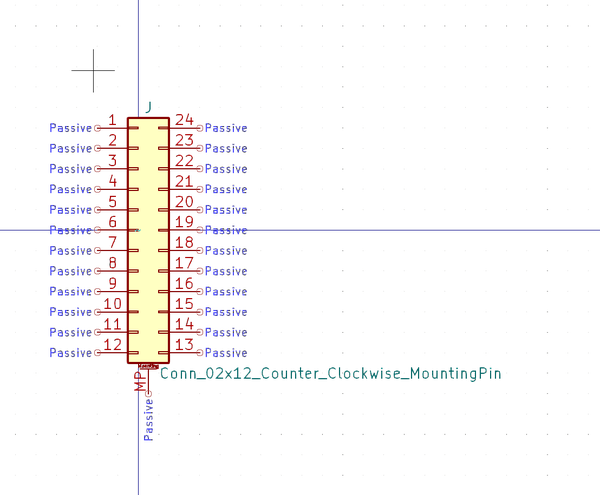 J
Passive 1 24 Passive
Passive 2 23 Passive
Passive 3 22 Passive
Passive 4 21 Passive
Passive 5 20 Passive
Passive 6 19 Passive
Passive 7 18 Passive
Passive 8 17 Passive
Passive 9 16 Passive
Passive 10 15 Passive
Passive 11 14 Passive
Passive 12 13 Passive
Conn_02x12_Counter_Clockwise_MountingPin
MP
Passive